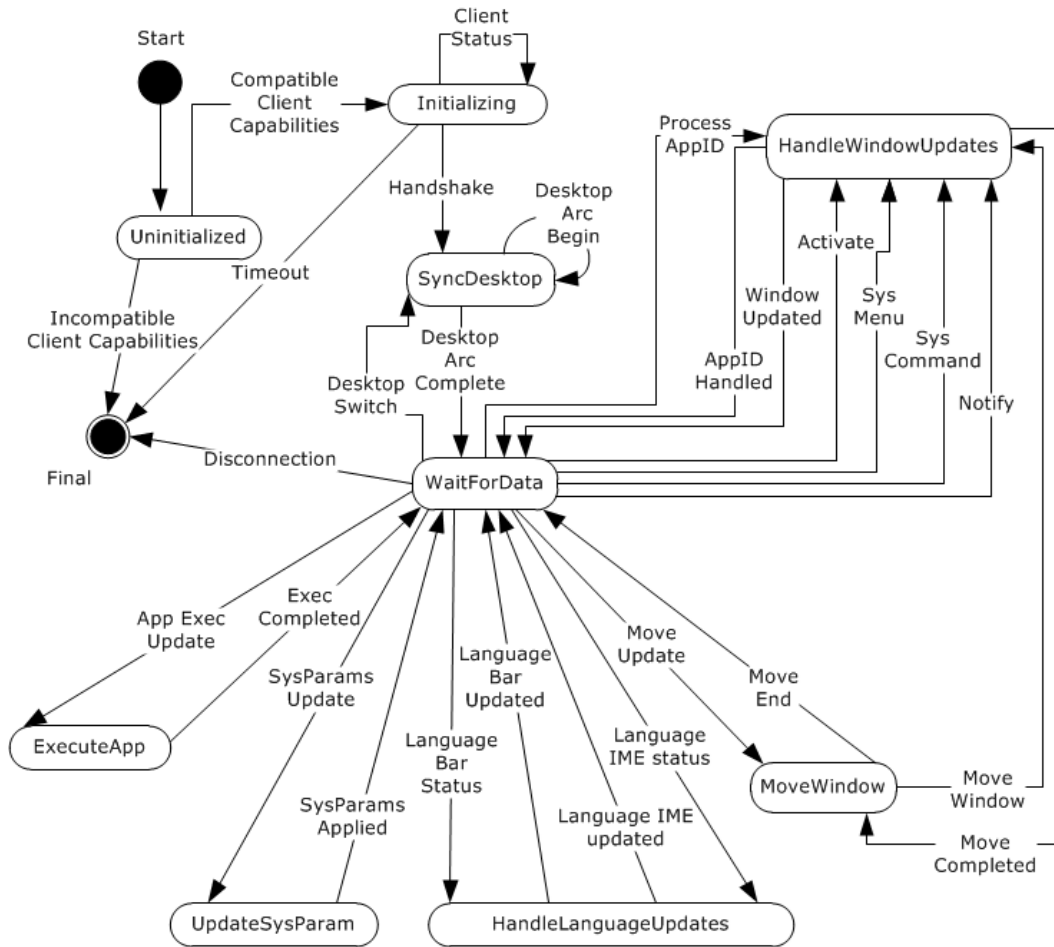 Client
Status
Start
Compatible
Client
Capabilities
Initializing
Process
AppID
HandleWindowUpdates
Handshake
Desktop
Arc
Begin
Uninitialized
Activate
Timeout
SyncDesktop
Window
Updated
Sys
Menu
Incompatible
Client Capabilities
Desktop
Arc
Complete
Sys
Command
AppID
Handled
Desktop
Switch
Notify
Disconnection
Final
WaitForData
App Exec
Update
Exec
Completed
SysParams
Update
Language
Bar
Updated
Move
Update
Move
End
ExecuteApp
Language
Bar
Status
Language
IME status
MoveWindow
Move
Window
SysParams
Applied
Language IME
updated
Move
Completed
UpdateSysParam
HandleLanguageUpdates